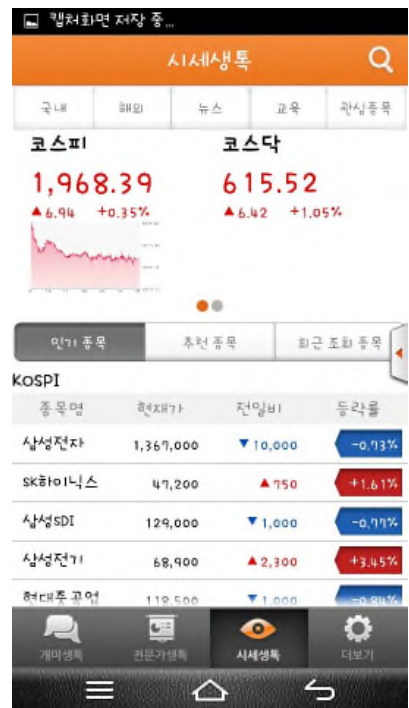 캡처화면 저장 중...
시세생톡
국내 해외 뉴스 교육 관심종목
코스피 코스닥
1,968.39 615.52
▲6.94 +0.35% ▲6.42 +1.05%
인기 종목 추천 종목 최근 조회 종목
KOSPI
종목명 현재가 전일비 등락률
삼성전자 1,367,000 ▼10,000 -0.73%
SK하이닉스 47,200 ▲750 +1.61%
삼성SDI 129,000 ▼1,000 -0.77%
삼성전기 68,900 ▲2,300 +3.45%
현대중공업 118,500 ▼1,000 -0.84%
개미생톡 전문가생톡 시세생톡 더보기